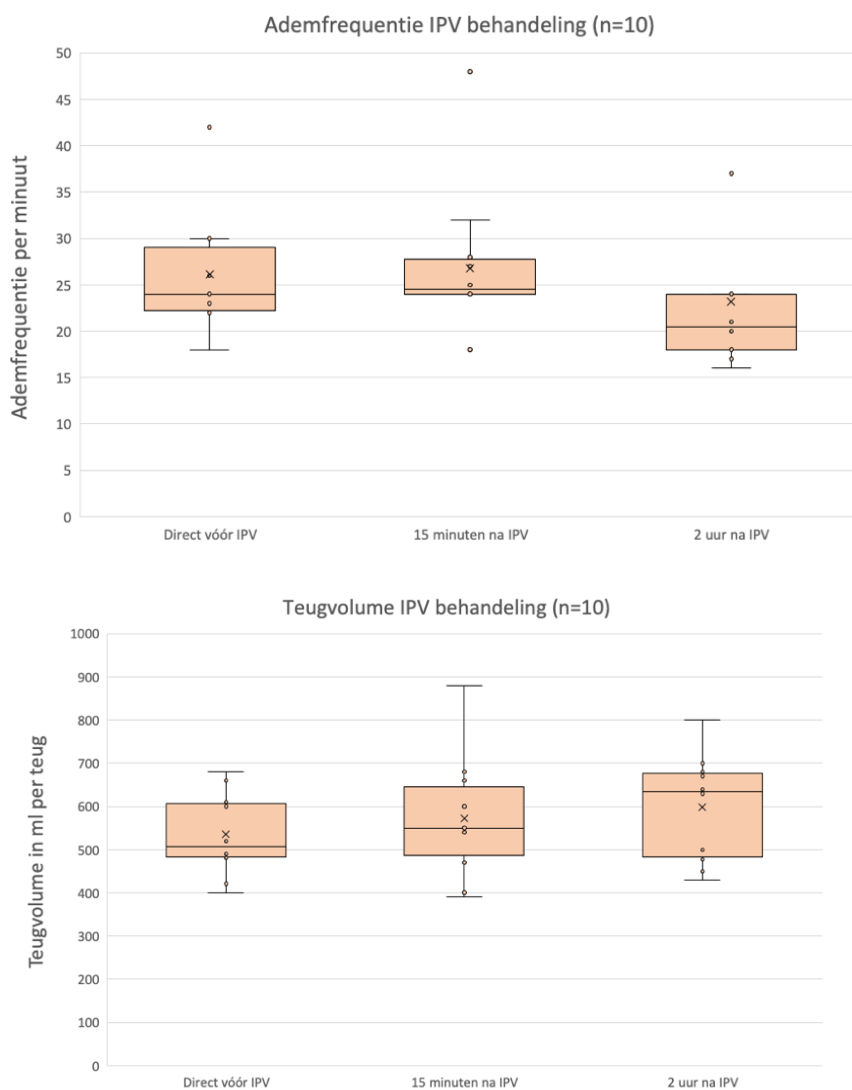 Ademfrequentie IPV behandeling (n=10)
Ademfrequentie per minuut
50
45
40
35
30
25
20
15
10
5
0
Direct vóór IPV
15 minuten na IPV
2 uur na IPV
Teugvolume IPV behandeling (n=10)
Teugvolume in ml per teug
1000
900
800
700
600
500
400
300
200
100
0
Direct vóór IPV
15 minuten na IPV
2 uur na IPV